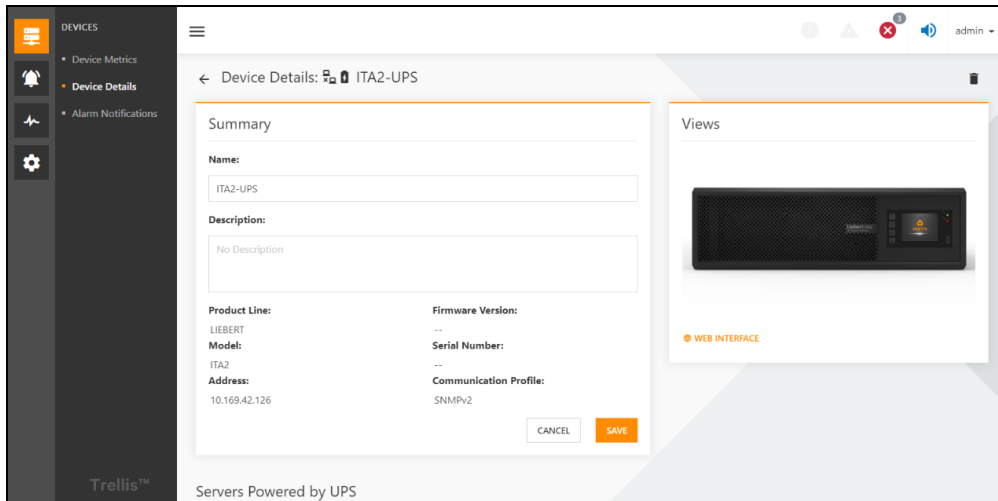 DEVICES
Device Metrics
Device Details
Alarm Notifications
Trellis™
3
admin
Device Details: ITA2-UPS
Summary
Name:
ITA2-UPS
Description:
No Description
Product Line:
LIEBERT
Model:
ITA2
Address:
10.169.42.126
Firmware Version:
--
Serial Number:
--
Communication Profile:
SNMPv2
CANCEL
SAVE
Servers Powered by UPS
Views
WEB INTERFACE